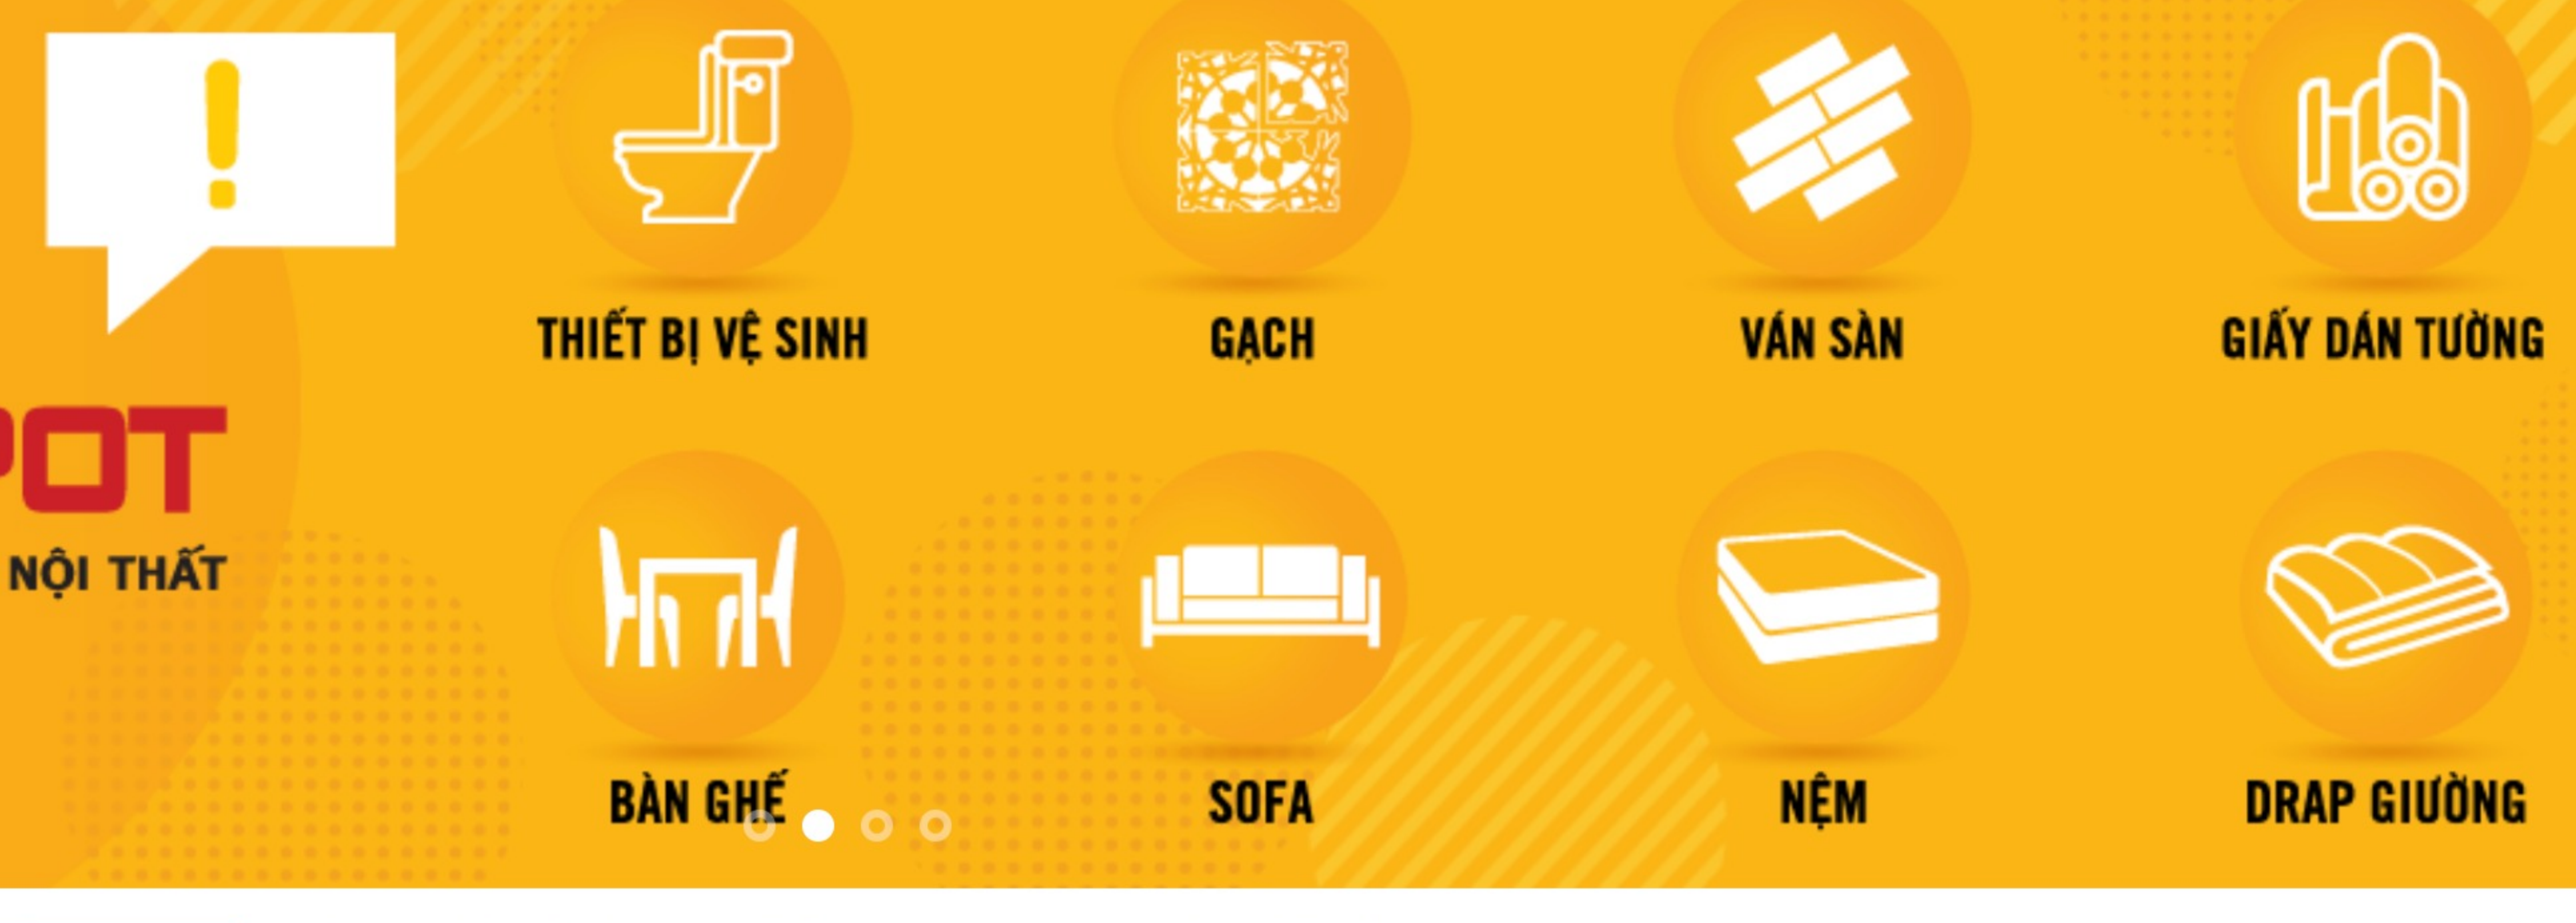 !
THIẾT BỊ VỆ SINH
GẠCH
VÁN SÀN
GIẤY DÁN TƯỜNG
POT
NỘI THẤT
BÀN GHẾ
SOFA
NỆM
DRAP GIƯỜNG